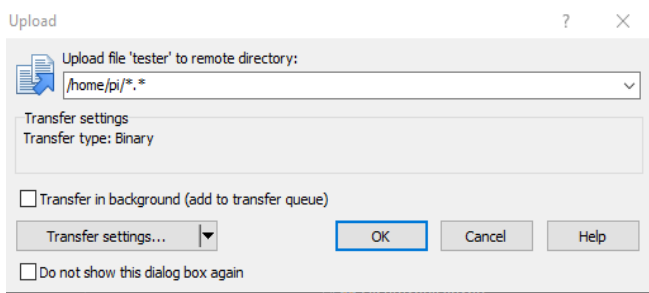 Upload
?
Upload file 'tester' to remote directory:
/home/pi/*.*
Transfer settings
Transfer type: Binary
Transfer in background (add to transfer queue)
Transfer settings... OK Cancel Help
Do not show this dialog box again